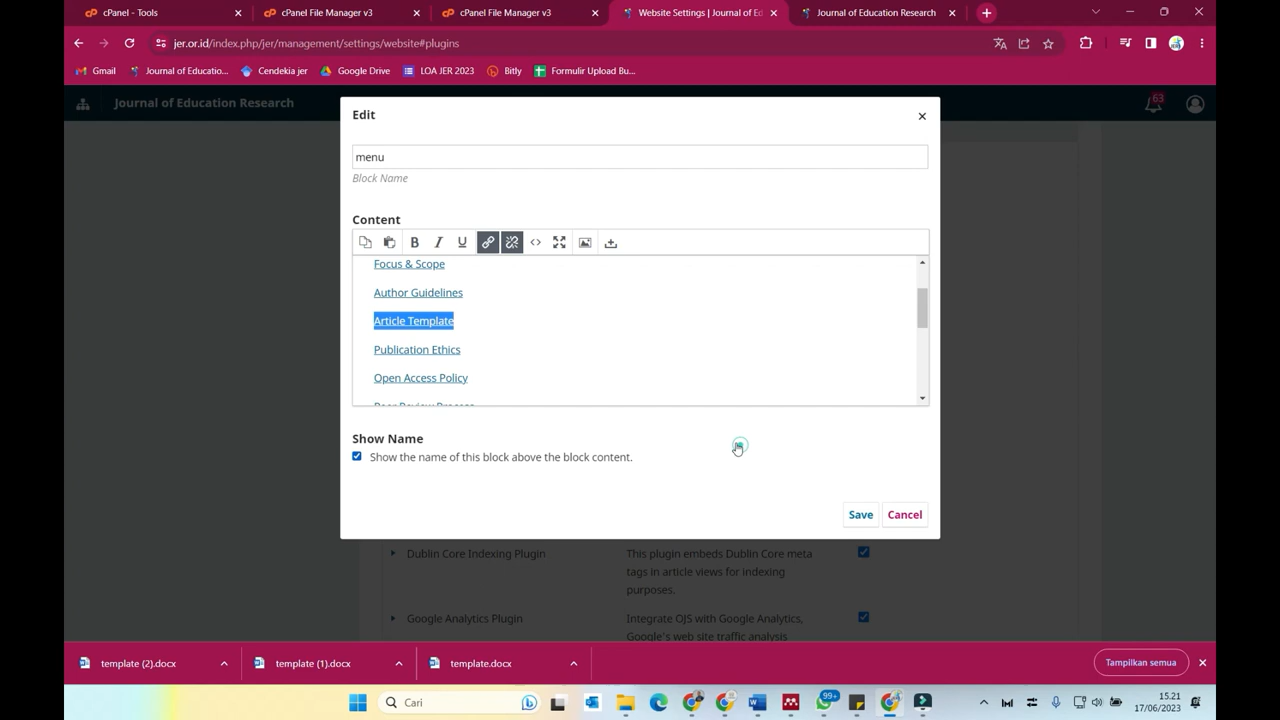 cPanel - Tools
cPanel File Manager v3
cPanel File Manager v3
Website Settings | Journal of Ed
Journal of Education Research
jer.or.id/index.php/jer/management/settings/website#plugins
Gmail
Journal of Educatio...
Cendekia jer
Google Drive
LOA JER 2023
Bitly
Formulir Upload Bu...
Journal of Education Research
63
Edit
menu
Block Name
Content
Focus & Scope
Author Guidelines
Article Template
Publication Ethics
Open Access Policy
Peer Review Process
Show Name
Show the name of this block above the block content.
Save
Cancel
Dublin Core Indexing Plugin
This plugin embeds Dublin Core meta
tags in article views for indexing
purposes.
Google Analytics Plugin
Integrate OJS with Google Analytics,
Google's web site traffic analysis
template (2).docx
template (1).docx
template.docx
Tampilkan semua
Cari
99+
15.21
17/06/2023